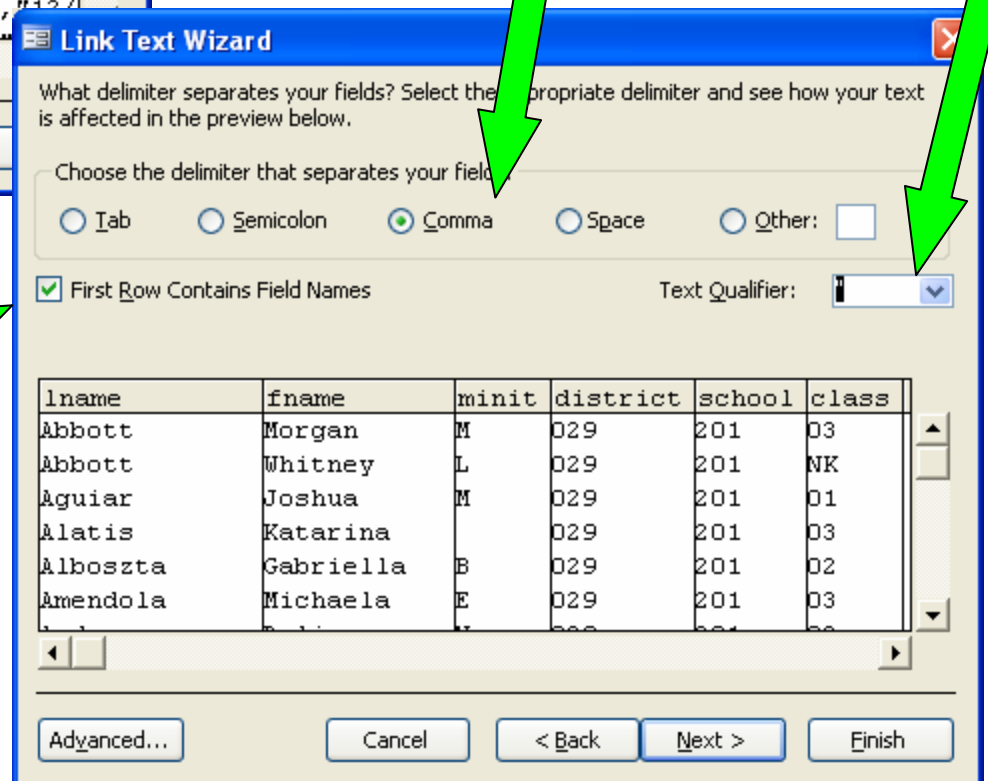 Link Text Wizard
What delimiter separates your fields? Select the propriate delimiter and see how your text
is affected in the preview below.
Choose the delimiter that separates your field
Tab Semicolon Comma Space Other:
First Row Contains Field Names Text Qualifier: "
lname fname minit district school class
Abbott Morgan M 029 201 03
Abbott Whitney L 029 201 NK
Aguiar Joshua M 029 201 01
Alatis Katarina 029 201 03
Alboszta Gabriella B 029 201 02
Amendola Michaela E 029 201 03
Advanced... Cancel < Back Next > Finish